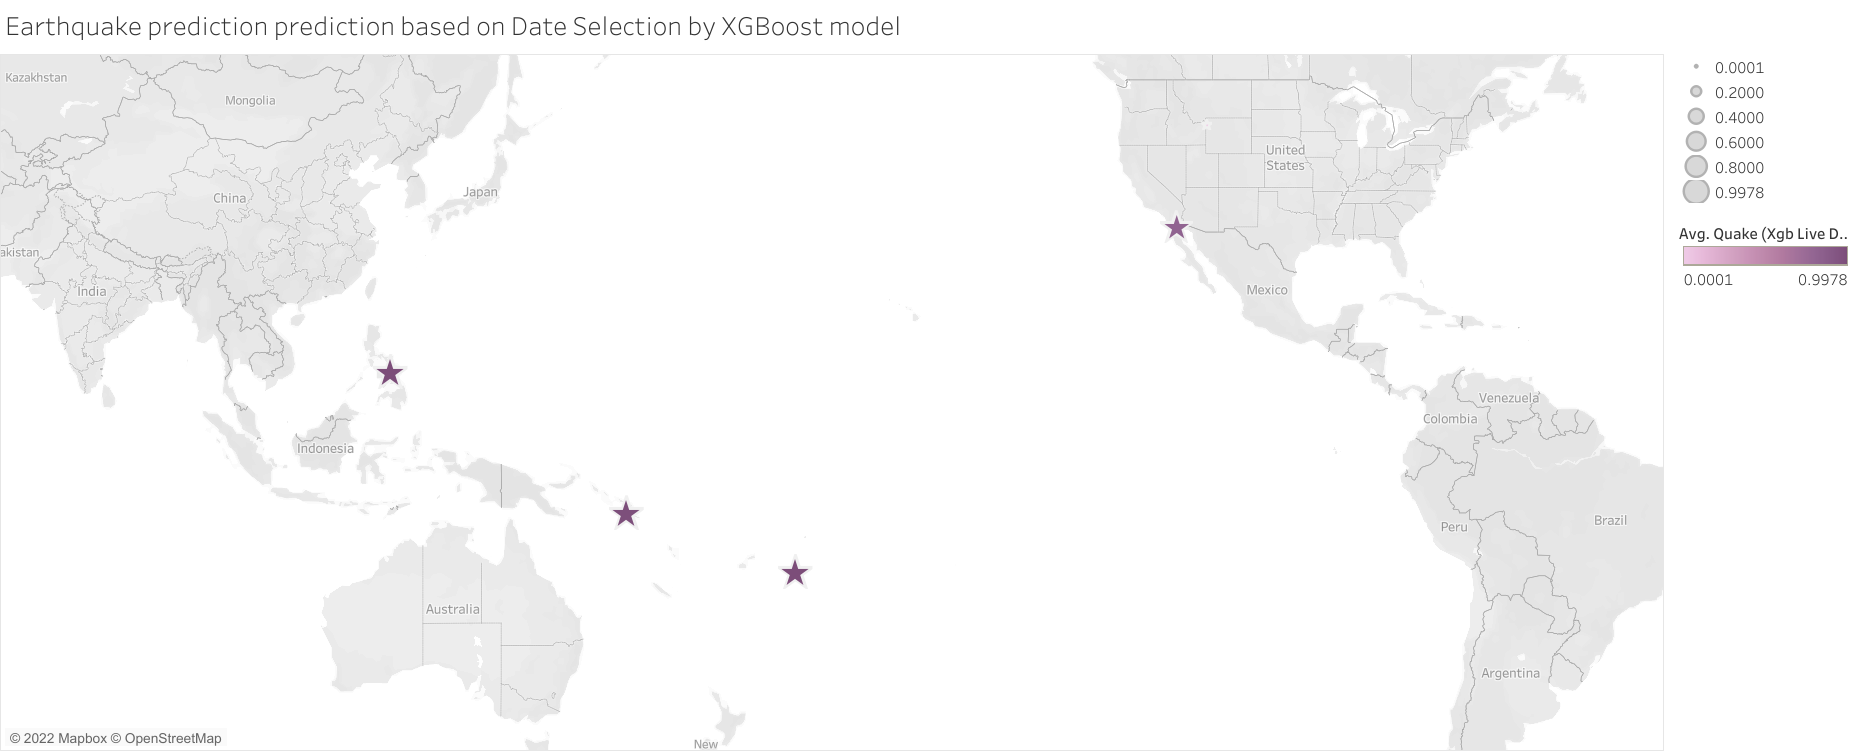 Earthquake prediction prediction based on Date Selection by XGBoost model
Kazakhstan
Mongolia
China
Japan
akistan
India
Indonesia
Australia
New
United
States
Mexico
Venezuela
Colombia
Peru
Brazil
Argentina
© 2022 Mapbox © OpenStreetMap
0.0001
0.2000
0.4000
0.6000
0.8000
0.9978
Avg. Quake (Xgb Live D..
0.0001 0.9978